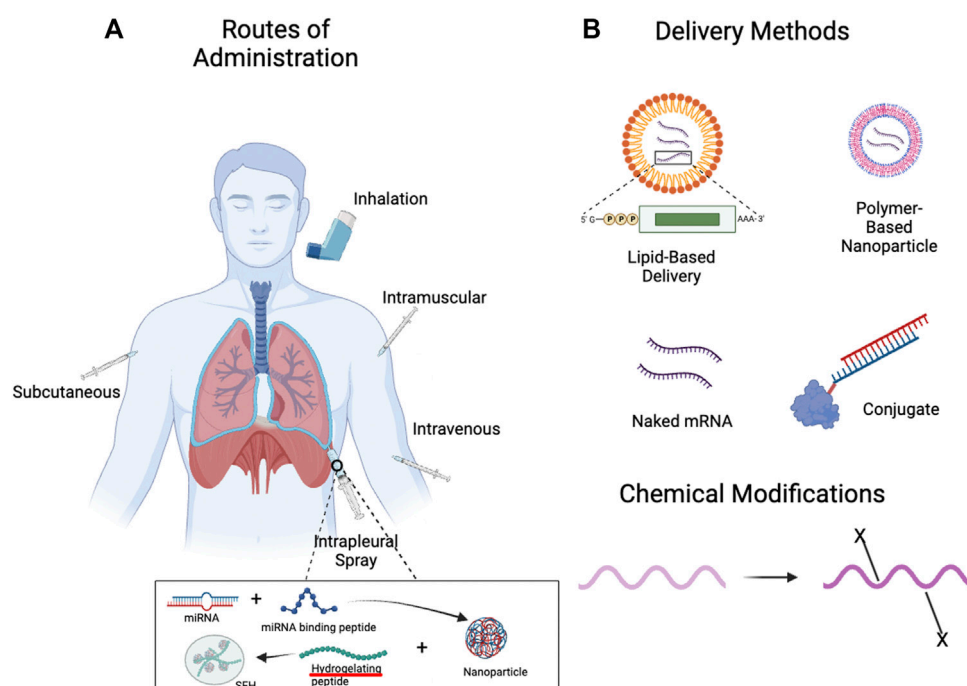 A
Routes of
Administration
Inhalation
Intramuscular
Subcutaneous
Intravenous
Intrapleural
Spray
miRNA
+
miRNA binding peptide
Hydrogelating
peptide
+
Nanoparticle
SFH
B
Delivery Methods
5' G
P P P
AAA- 3'
Lipid-Based
Delivery
Polymer-
Based
Nanoparticle
Naked mRNA
Conjugate
Chemical Modifications
X
X